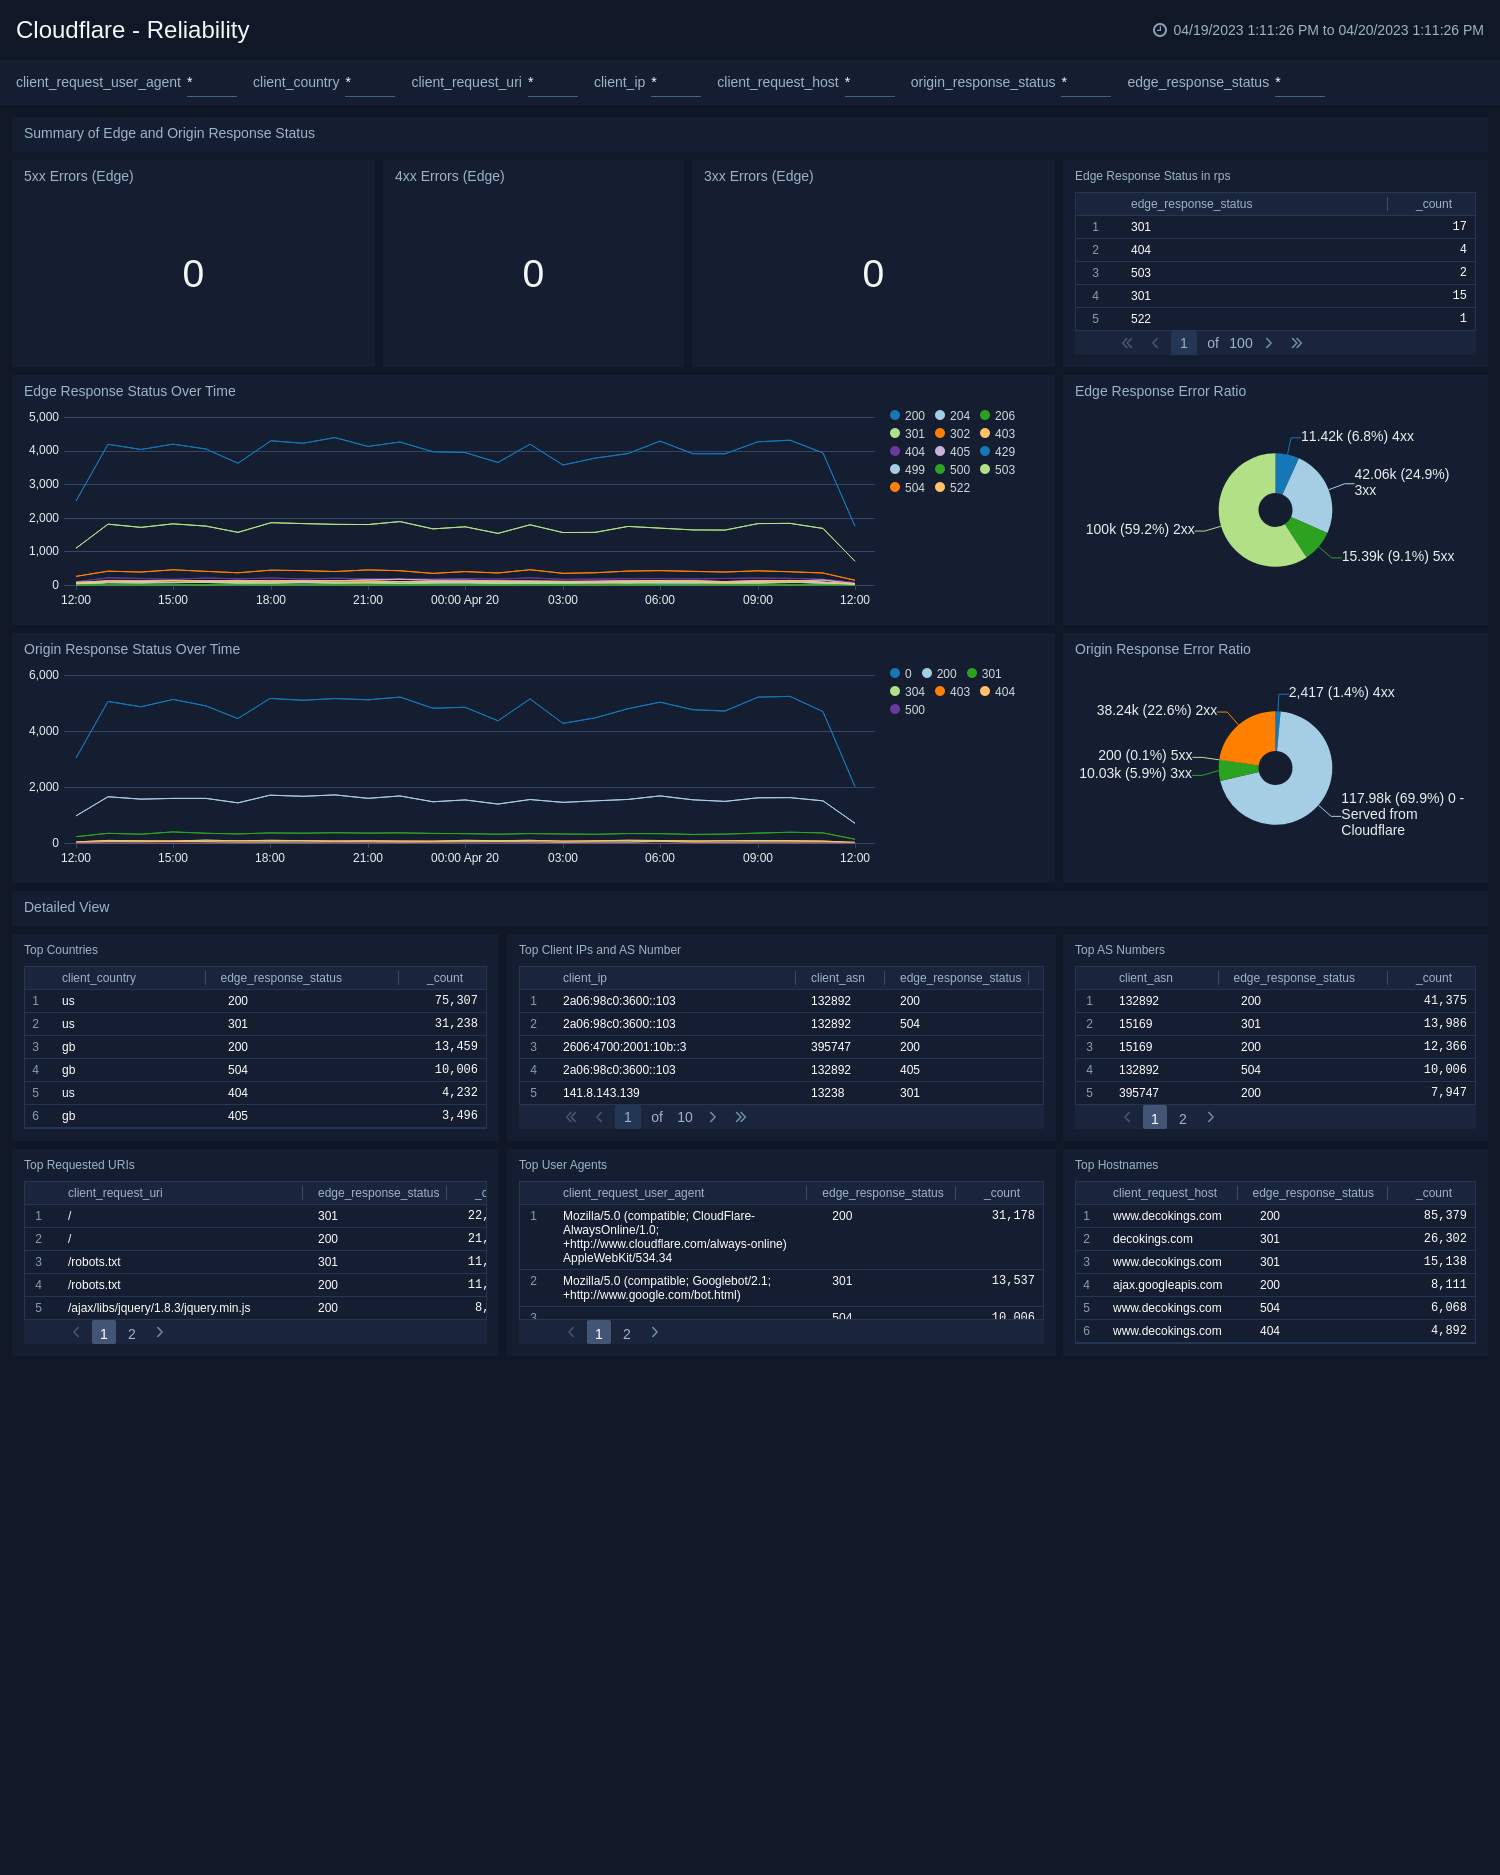 Cloudflare - Reliability
04/19/2023 1:11:26 PM to 04/20/2023 1:11:26 PM
client_request_user_agent * client_country * client_request_uri * client_ip * client_request_host * origin_response_status * edge_response_status *
Summary of Edge and Origin Response Status
5xx Errors (Edge)
0
4xx Errors (Edge)
0
3xx Errors (Edge)
0
Edge Response Status in rps
edge_response_status _count
1 301 17
2 404 4
3 503 2
4 301 15
5 522 1
1 of 100
Edge Response Status Over Time
5,000
4,000
3,000
2,000
1,000
0
12:00 15:00 18:00 21:00 00:00 Apr 20 03:00 06:00 09:00 12:00
200 204 206
301 302 403
404 405 429
499 500 503
504 522
Edge Response Error Ratio
11.42k (6.8%) 4xx
42.06k (24.9%)
3xx
100k (59.2%) 2xx
15.39k (9.1%) 5xx
Origin Response Status Over Time
6,000
4,000
2,000
0
12:00 15:00 18:00 21:00 00:00 Apr 20 03:00 06:00 09:00 12:00
0 200 301
304 403 404
500
Origin Response Error Ratio
2,417 (1.4%) 4xx
38.24k (22.6%) 2xx
200 (0.1%) 5xx
10.03k (5.9%) 3xx
117.98k (69.9%) 0 -
Served from
Cloudflare
Detailed View
Top Countries
client_country edge_response_status _count
1 us 200 75,307
2 us 301 31,238
3 gb 200 13,459
4 gb 504 10,006
5 us 404 4,232
6 gb 405 3,496
Top Client IPs and AS Number
client_ip client_asn edge_response_status
1 2a06:98c0:3600::103 132892 200
2 2a06:98c0:3600::103 132892 504
3 2606:4700:2001:10b::3 395747 200
4 2a06:98c0:3600::103 132892 405
5 141.8.143.139 13238 301
1 of 10
Top AS Numbers
client_asn edge_response_status _count
1 132892 200 41,375
2 15169 301 13,986
3 15169 200 12,366
4 132892 504 10,006
5 395747 200 7,947
1 2
Top Requested URIs
client_request_uri edge_response_status _c
1 / 301 22,
2 / 200 21,
3 /robots.txt 301 11,
4 /robots.txt 200 11,
5 /ajax/libs/jquery/1.8.3/jquery.min.js 200 8,
1 2
Top User Agents
client_request_user_agent edge_response_status _count
1 Mozilla/5.0 (compatible; CloudFlare- 200 31,178
AlwaysOnline/1.0;
+http://www.cloudflare.com/always-online)
AppleWebKit/534.34
2 Mozilla/5.0 (compatible; Googlebot/2.1; 301 13,537
+http://www.google.com/bot.html)
3 504 10,006
1 2
Top Hostnames
client_request_host edge_response_status _count
1 www.decokings.com 200 85,379
2 decokings.com 301 26,302
3 www.decokings.com 301 15,138
4 ajax.googleapis.com 200 8,111
5 www.decokings.com 504 6,068
6 www.decokings.com 404 4,892